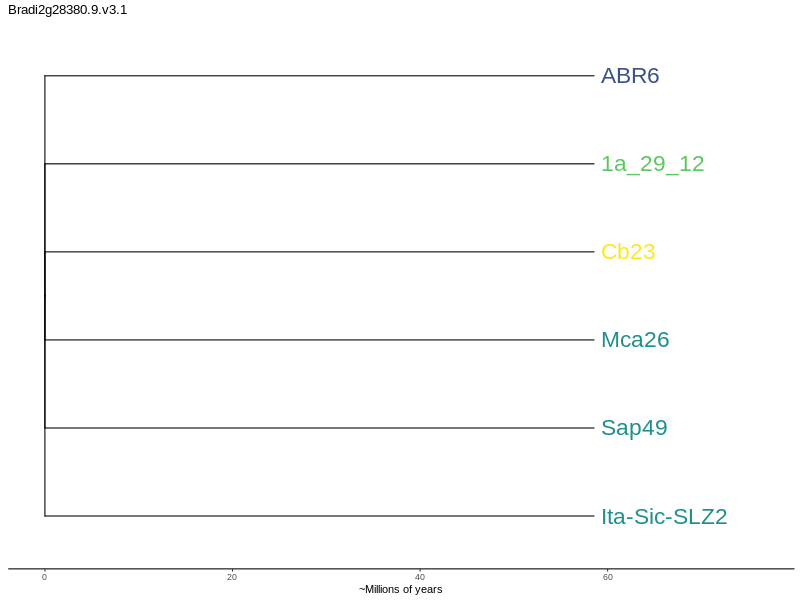 Bradi2g28380.9.v3.1
ABR6
1a_29_12
Cb23
Mca26
Sap49
Ita-Sic-SLZ2
0 20 40 60
~Millions of years